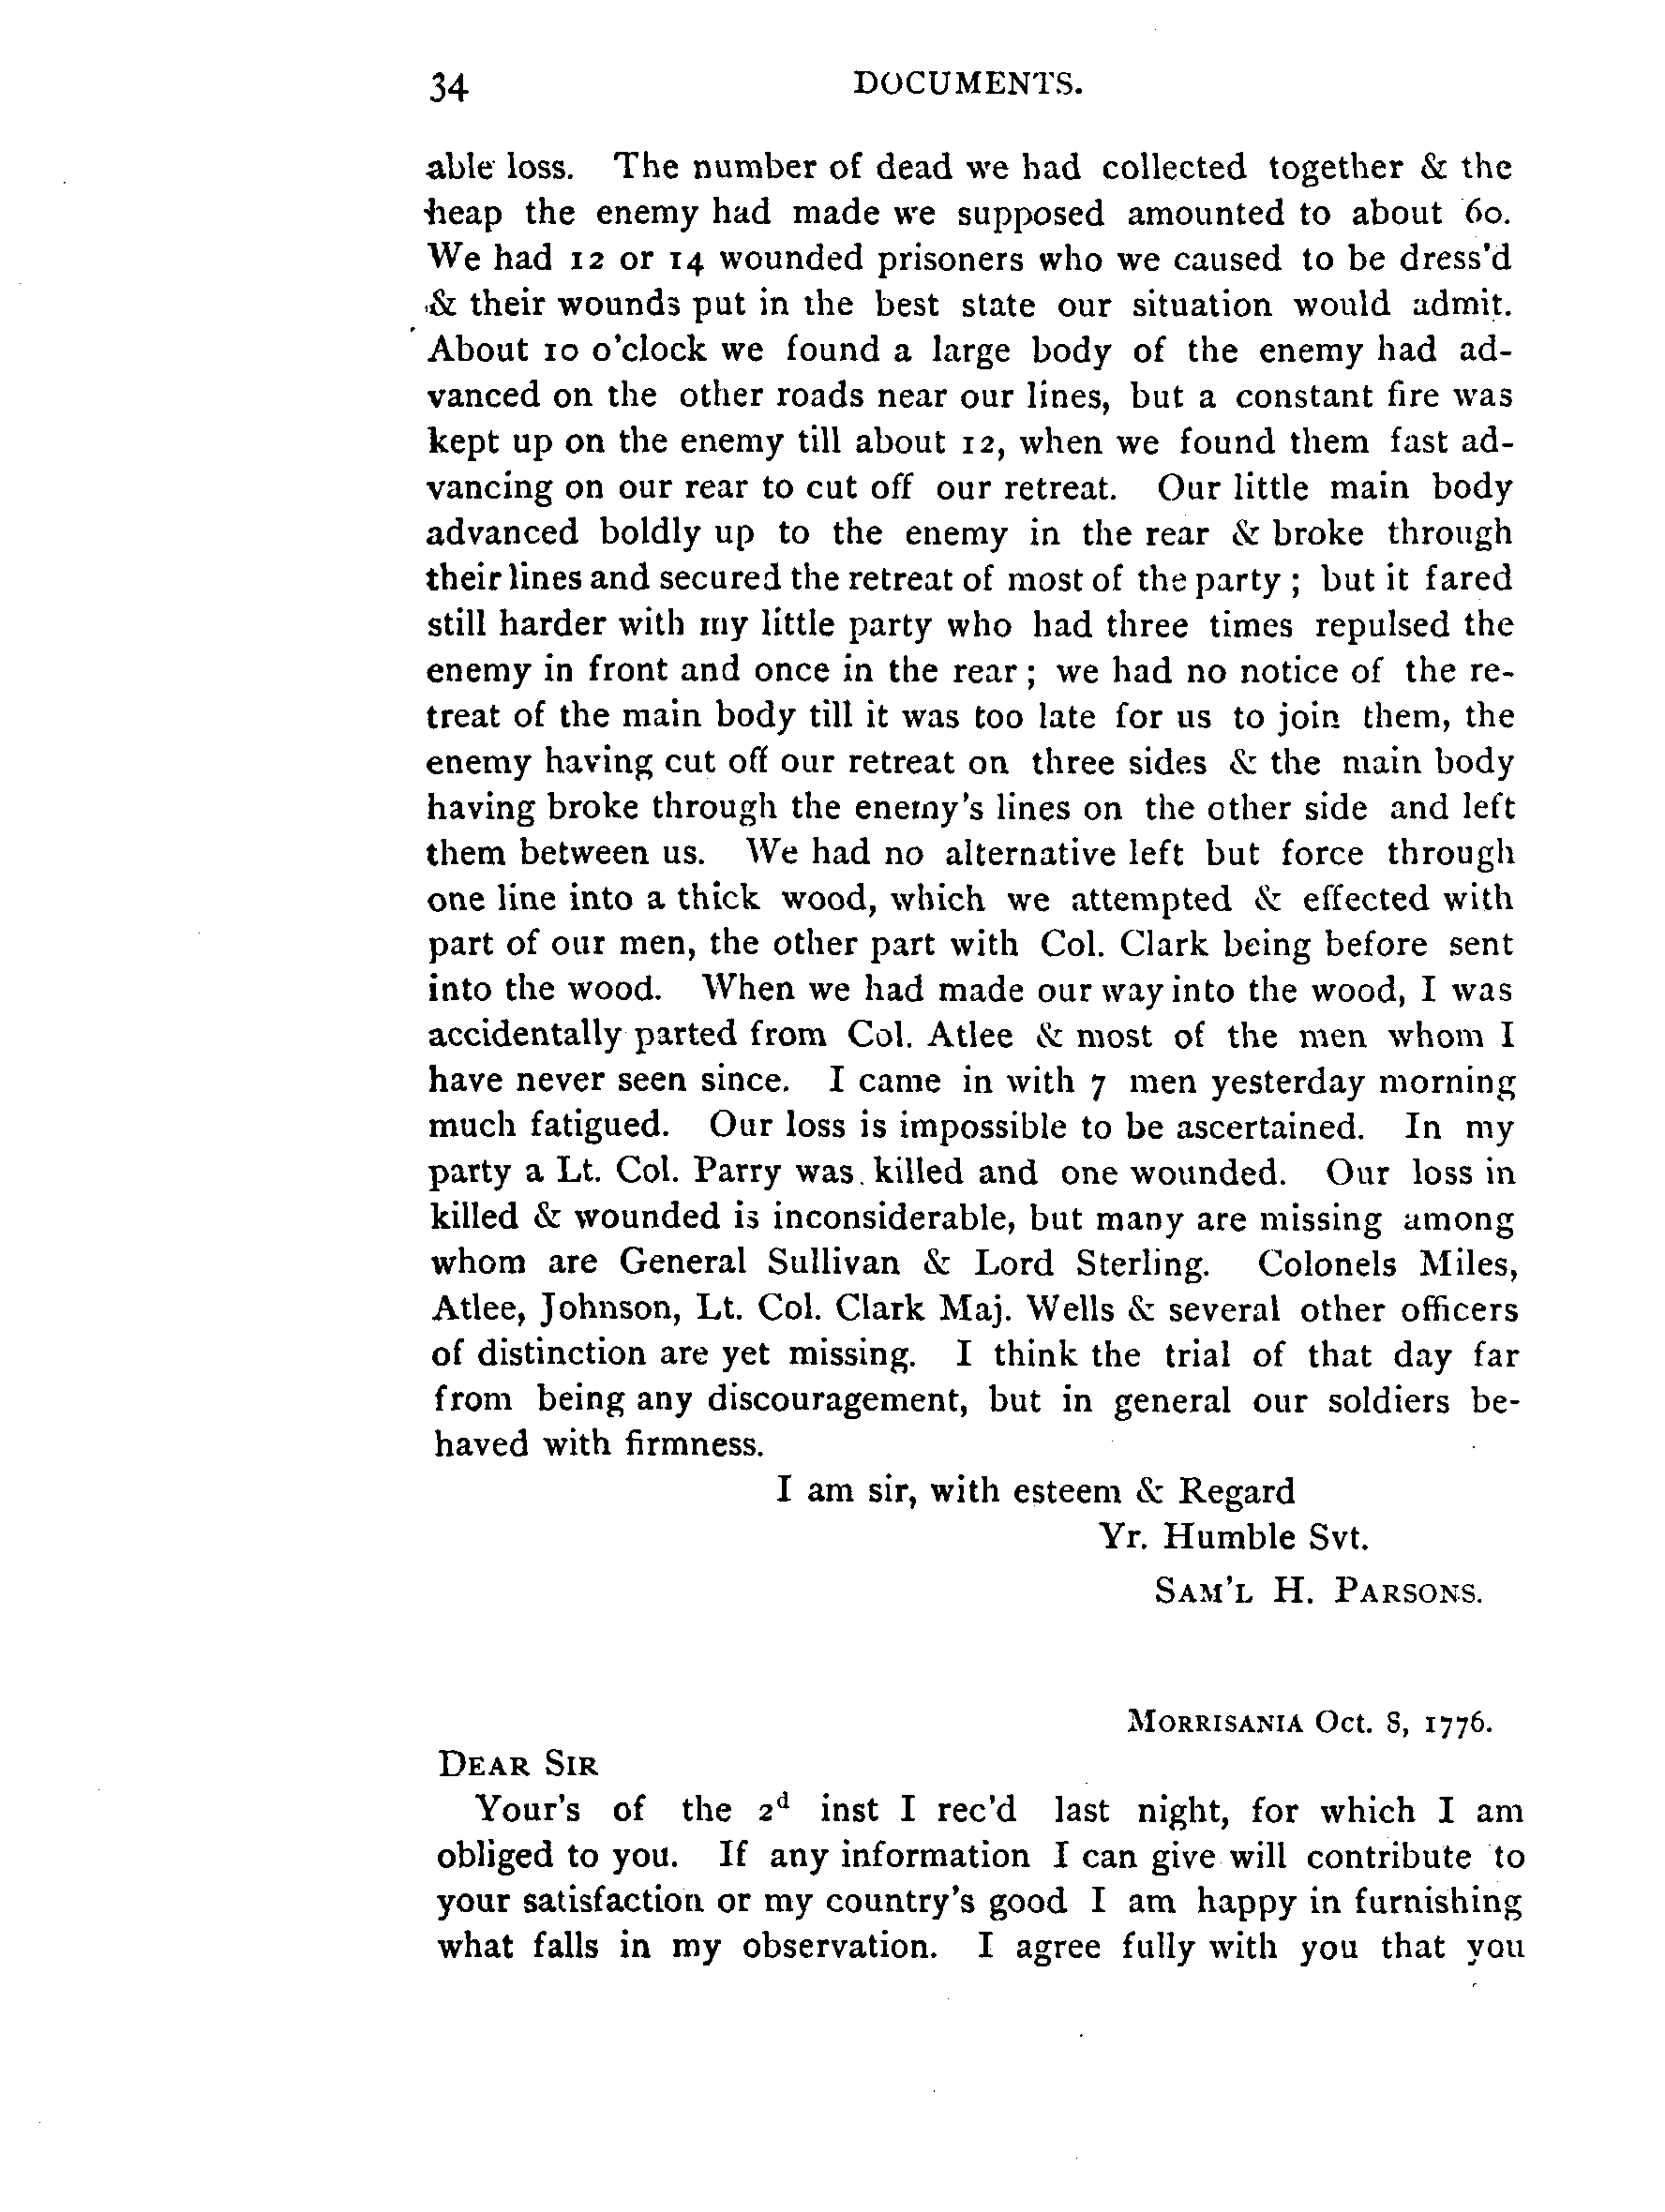 34 DOCUMENTS.
able loss. The number of dead we had collected together & the
heap the enemy had made we supposed amounted to about 60.
We had 12 or 14 wounded prisoners who we caused to be dress'd
& their wounds put in the best state our situation would admit.
About 10 o'clock we found a large body of the enemy had ad-
vanced on the other roads near our lines, but a constant fire was
kept up on the enemy till about 12, when we found them fast ad-
vancing on our rear to cut off our retreat. Our little main body
advanced boldly up to the enemy in the rear & broke through
their lines and secured the retreat of most of the party; but it fared
still harder with my little party who had three times repulsed the
enemy in front and once in the rear; we had no notice of the re-
treat of the main body till it was too late for us to join them, the
enemy having cut off our retreat on three sides & the main body
having broke through the enemy's lines on the other side and left
them between us. We had no alternative left but force through
one line into a thick wood, which we attempted & effected with
part of our men, the other part with Col. Clark being before sent
into the wood. When we had made our way into the wood, I was
accidentally parted from Col. Atlee & most of the men whom I
have never seen since. I came in with 7 men yesterday morning
much fatigued. Our loss is impossible to be ascertained. In my
party a Lt. Col. Parry was killed and one wounded. Our loss in
killed & wounded is inconsiderable, but many are missing among
whom are General Sullivan & Lord Sterling. Colonels Miles,
Atlee, Johnson, Lt. Col. Clark Maj. Wells & several other officers
of distinction are yet missing. I think the trial of that day far
from being any discouragement, but in general our soldiers be-
haved with firmness.
I am sir, with esteem & Regard
Yr. Humble Svt.
SAM'L H. PARSONS.
MORRISANIA Oct. 8, 1776.
DEAR SIR
Your's of the 2d inst I rec'd last night, for which I am
obliged to you. If any information I can give will contribute to
your satisfaction or my country's good I am happy in furnishing
what falls in my observation. I agree fully with you that you